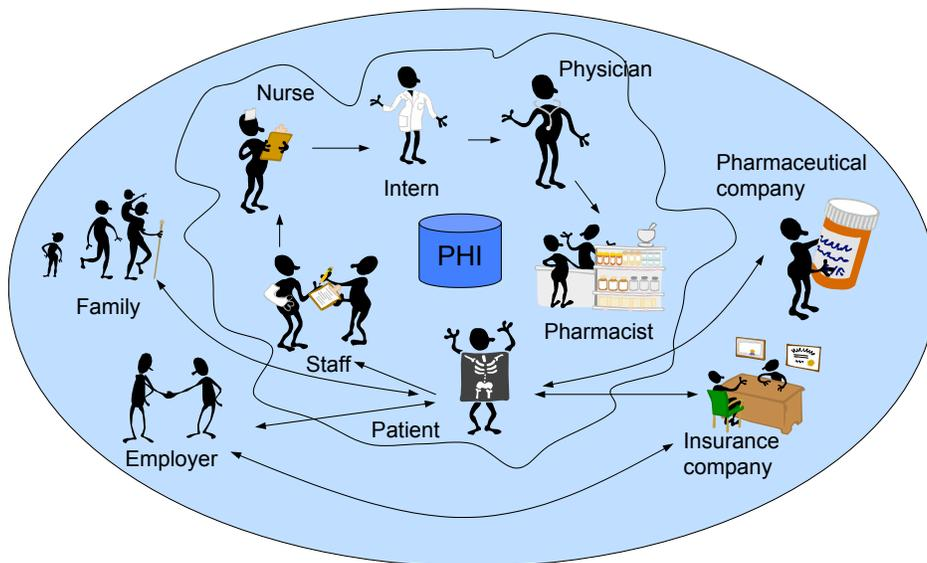 Physician
Nurse
Pharmaceutical
company
Intern
PHI
Family
Pharmacist
Staff
Patient
Insurance
company
Employer